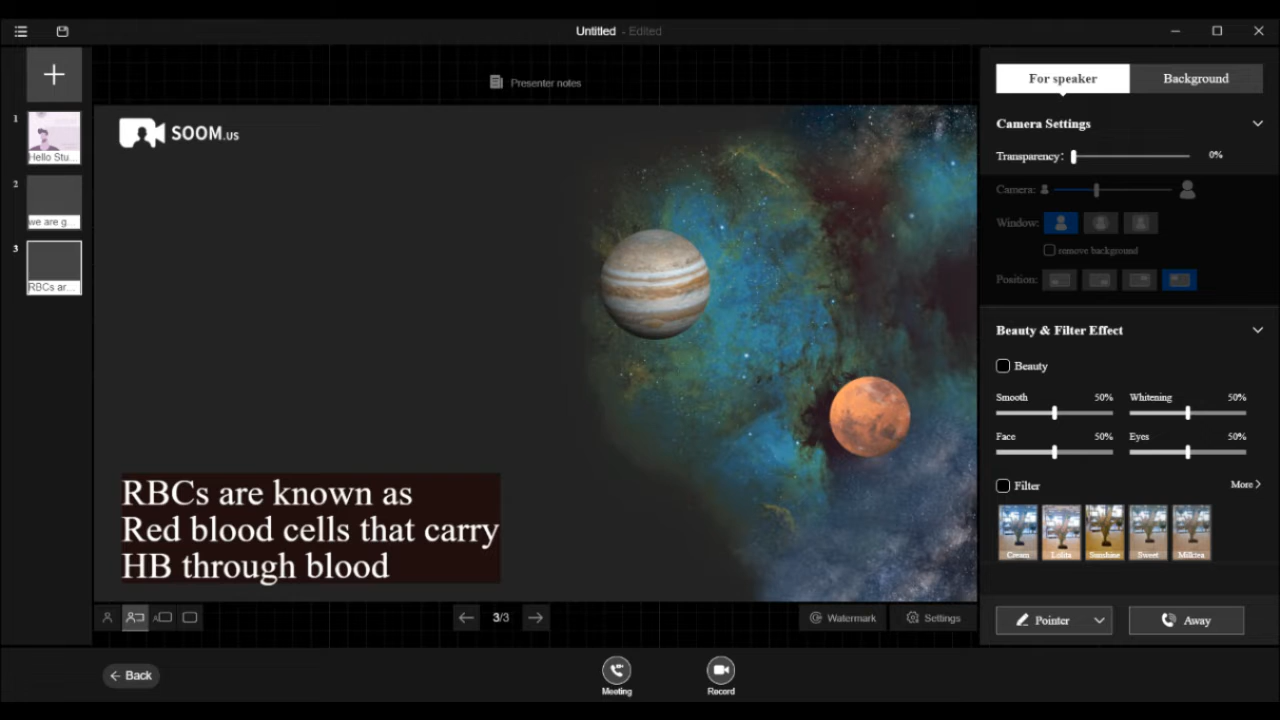 Untitled - Edited
Presenter notes
For speaker
Background
1
Hello Stu...
2
we are g...
3
RBCs ar...
SOOM.us
RBCs are known as
Red blood cells that carry
HB through blood
3/3
Watermark
Settings
Camera Settings
Transparency: 0%
Camera:
Window:
remove background
Position:
Beauty & Filter Effect
Beauty
Smooth 50% Whitening 50%
Face 50% Eyes 50%
Filter More
Cream Lolita Sunshine Sweet Milktea
Pointer
Away
Back
Meeting
Record